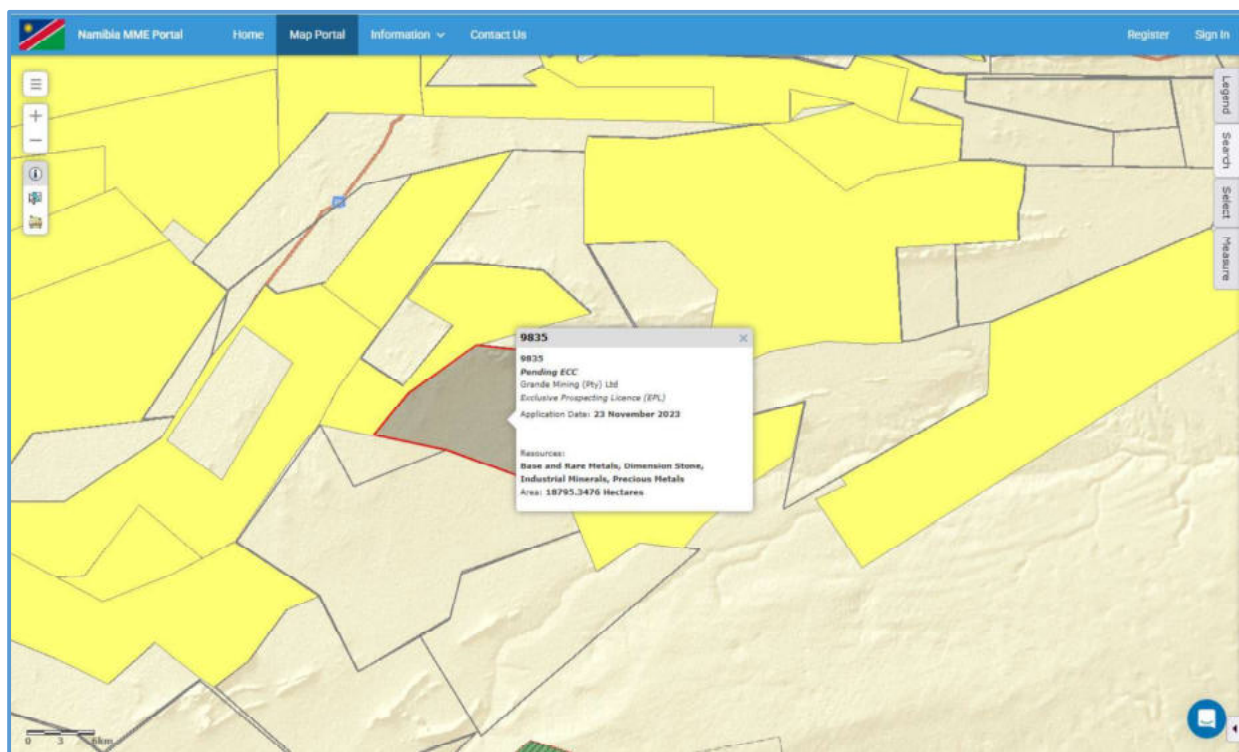 Namibia MME Portal Home Map Portal Information Contact Us Register Sign In
Legend
Search
Select
Measure
9835
9835
Pending ECC
Grande Mining (Pty) Ltd
Exclusive Prospecting Licence (EPL)
Application Date: 23 November 2023
Resources:
Base and Rare Metals, Dimension Stone,
Industrial Minerals, Precious Metals
Area: 18795.3476 Hectares
0 3 6km